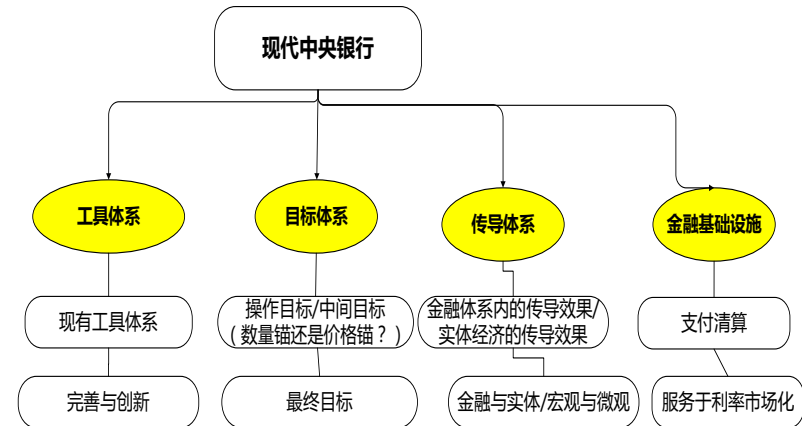 现代中央银行
工具体系
目标体系
传导体系
金融基础设施
现有工具体系
操作目标/中间目标
（数量锚还是价格锚？）
金融体系内的传导效果/
实体经济的传导效果
支付清算
完善与创新
最终目标
金融与实体/宏观与微观
服务于利率市场化